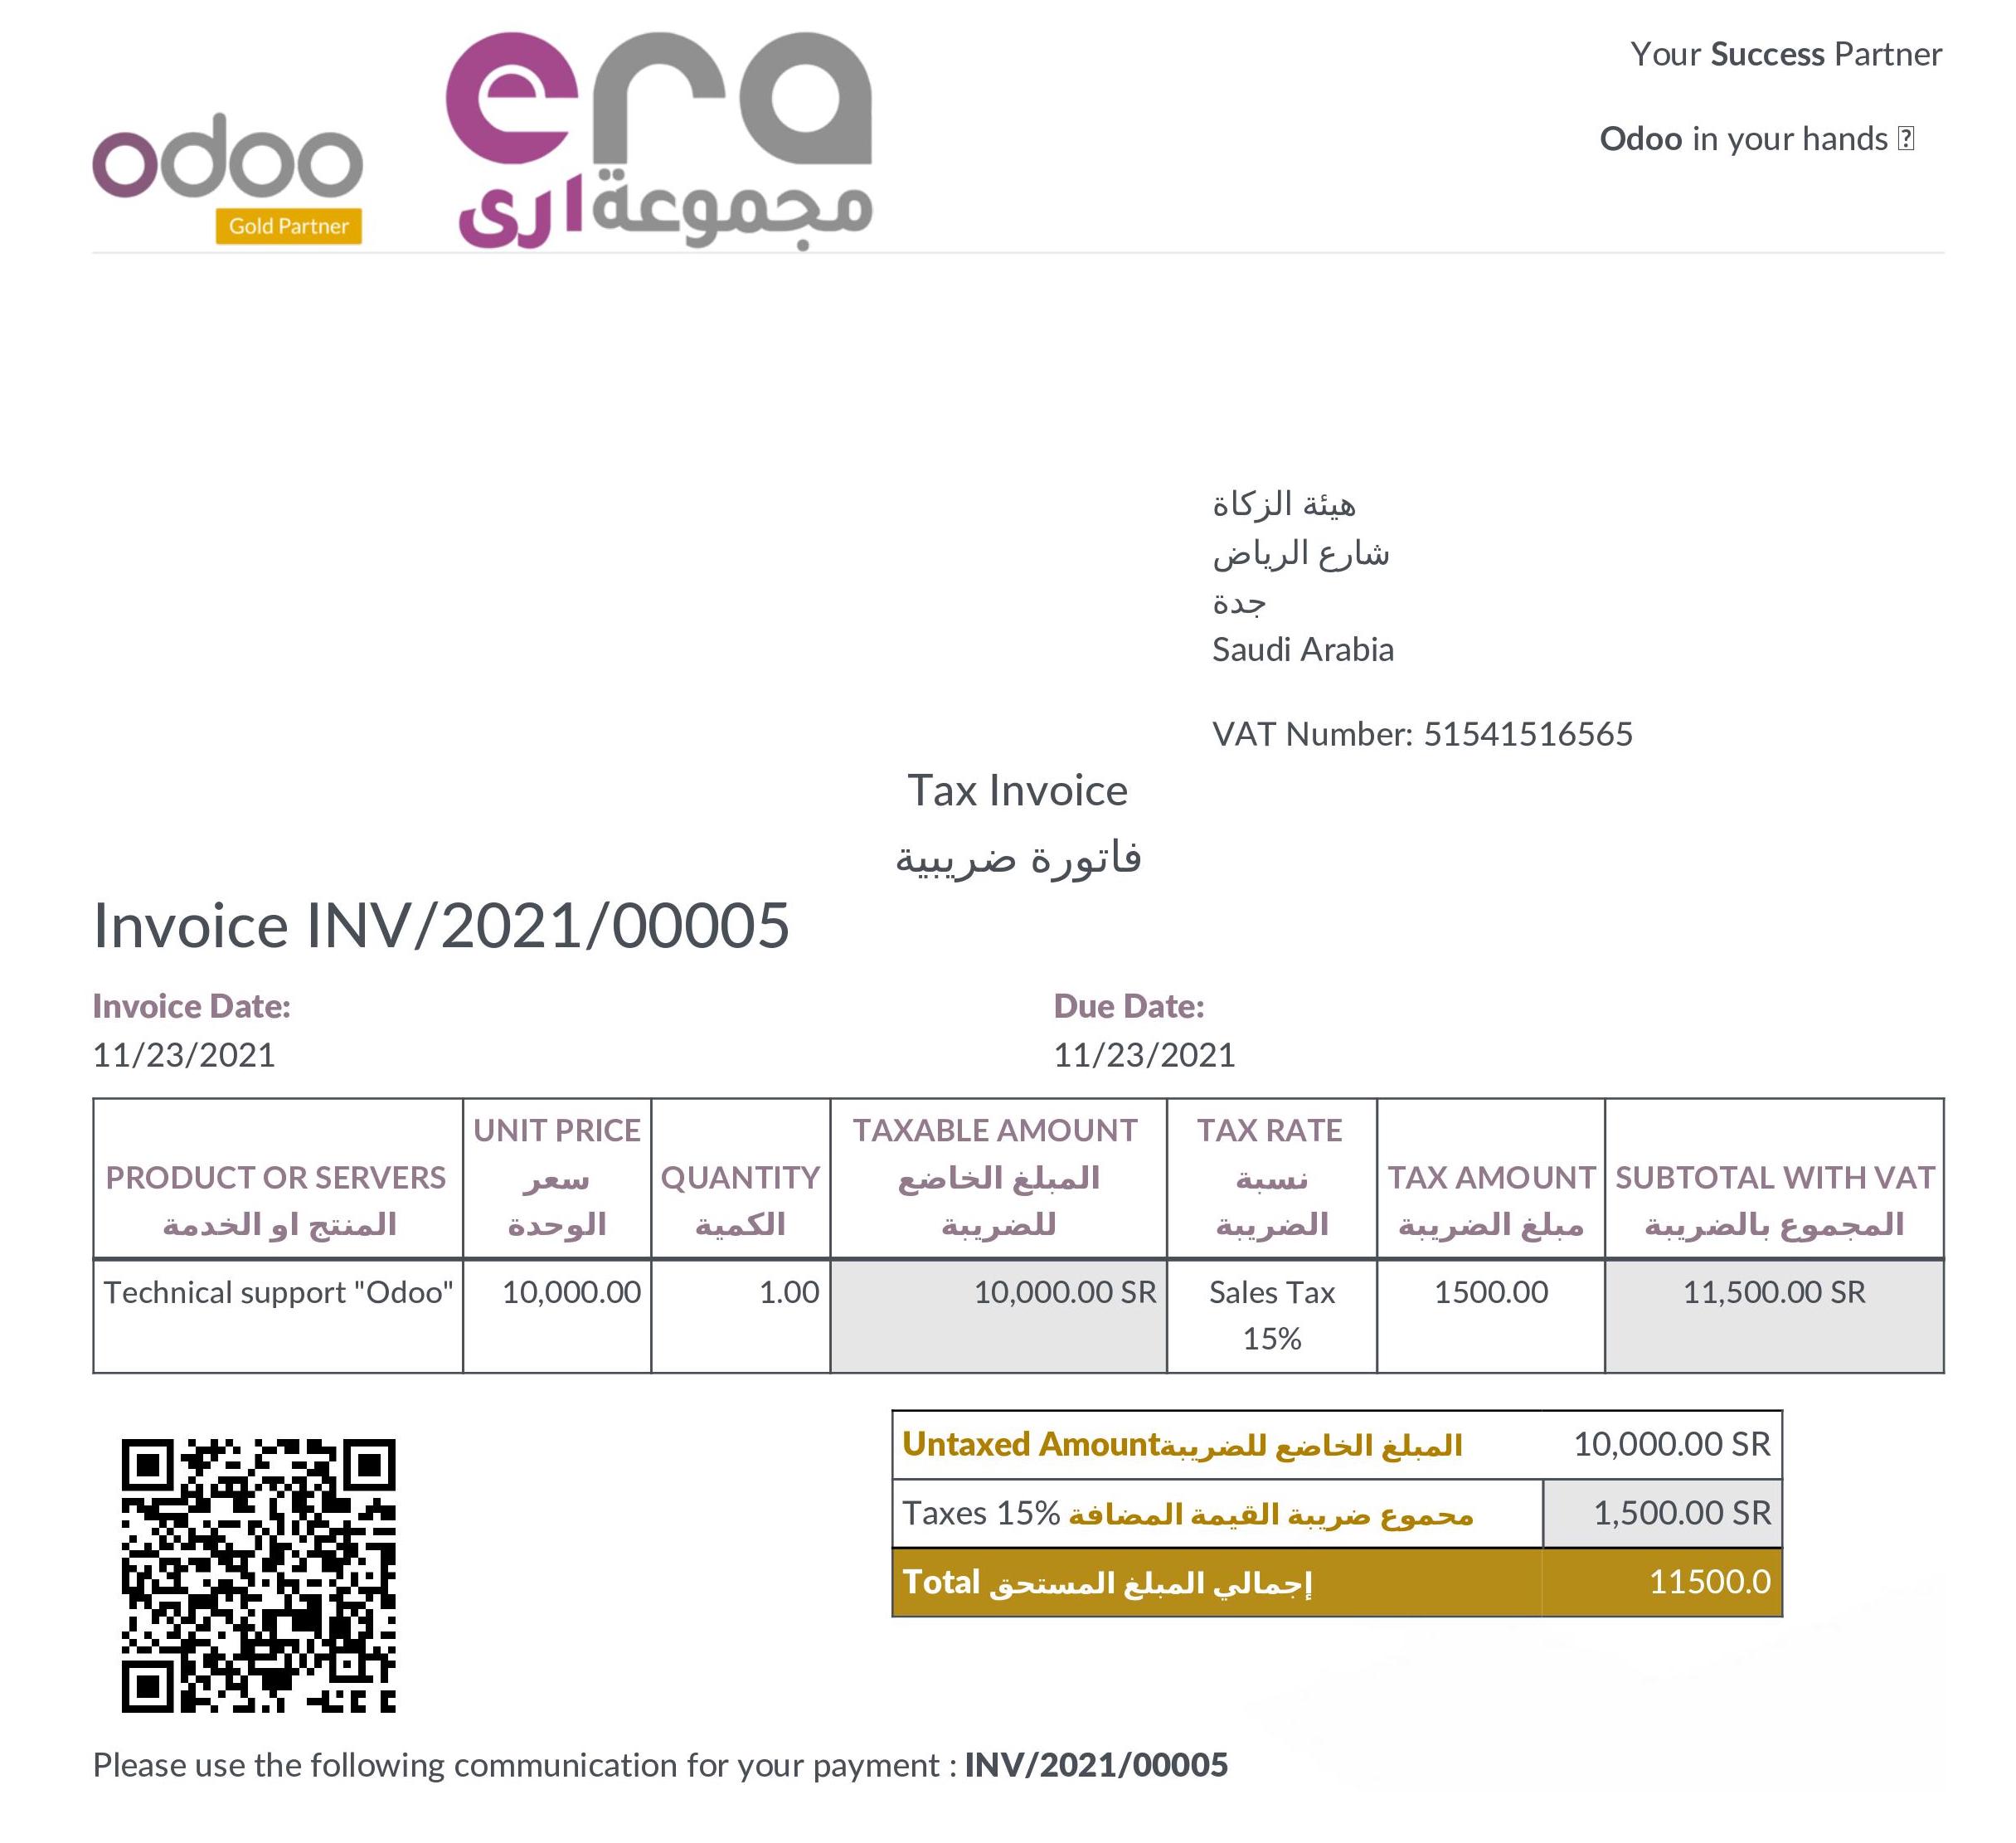 odoo
Gold Partner
era
مجموعة ارى
Your Success Partner
Odoo in your hands
هيئة الزكاة
شارع الرياض
جدة
Saudi Arabia
VAT Number: 51541516565
Tax Invoice
فاتورة ضريبية
Invoice INV/2021/00005
Invoice Date: Due Date:
11/23/2021 11/23/2021
PRODUCT OR SERVERS
المنتج او الخدمة
UNIT PRICE
سعر
الوحدة
QUANTITY
الكمية
TAXABLE AMOUNT
المبلغ الخاضع
للضريبة
TAX RATE
نسبة
الضريبة
TAX AMOUNT
مبلغ الضريبة
SUBTOTAL WITH VAT
المجموع بالضريبة
Technical support "Odoo" 10,000.00 1.00 10,000.00 SR Sales Tax 1500.00 11,500.00 SR
15%
Untaxed Amountالمبلغ الخاضع للضريبة 10,000.00 SR
Taxes 15% محموع ضريبة القيمة المضافة 1,500.00 SR
Total إجمالي المبلغ المستحق 11500.0
Please use the following communication for your payment : INV/2021/00005